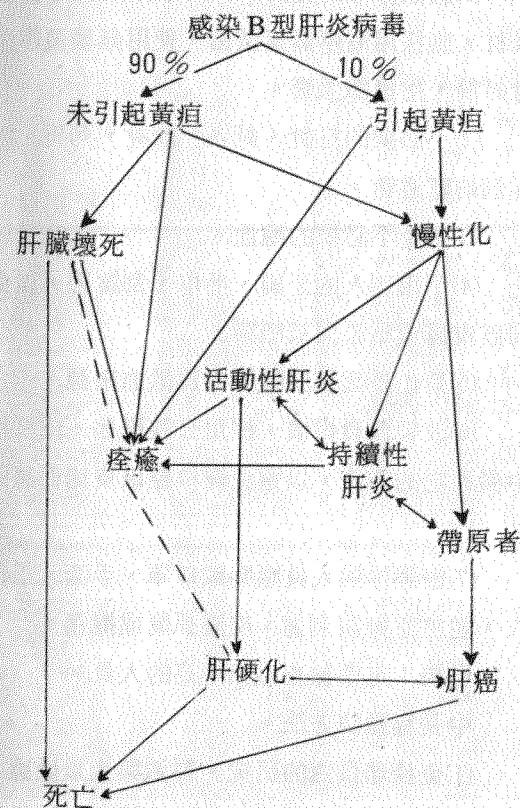 感染B型肝炎病毒
90%
10%
未引起黃疸
引起黃疸
肝臟壞死
慢性化
活動性肝炎
痊癒
持續性
肝炎
帶原者
肝硬化
肝癌
死亡